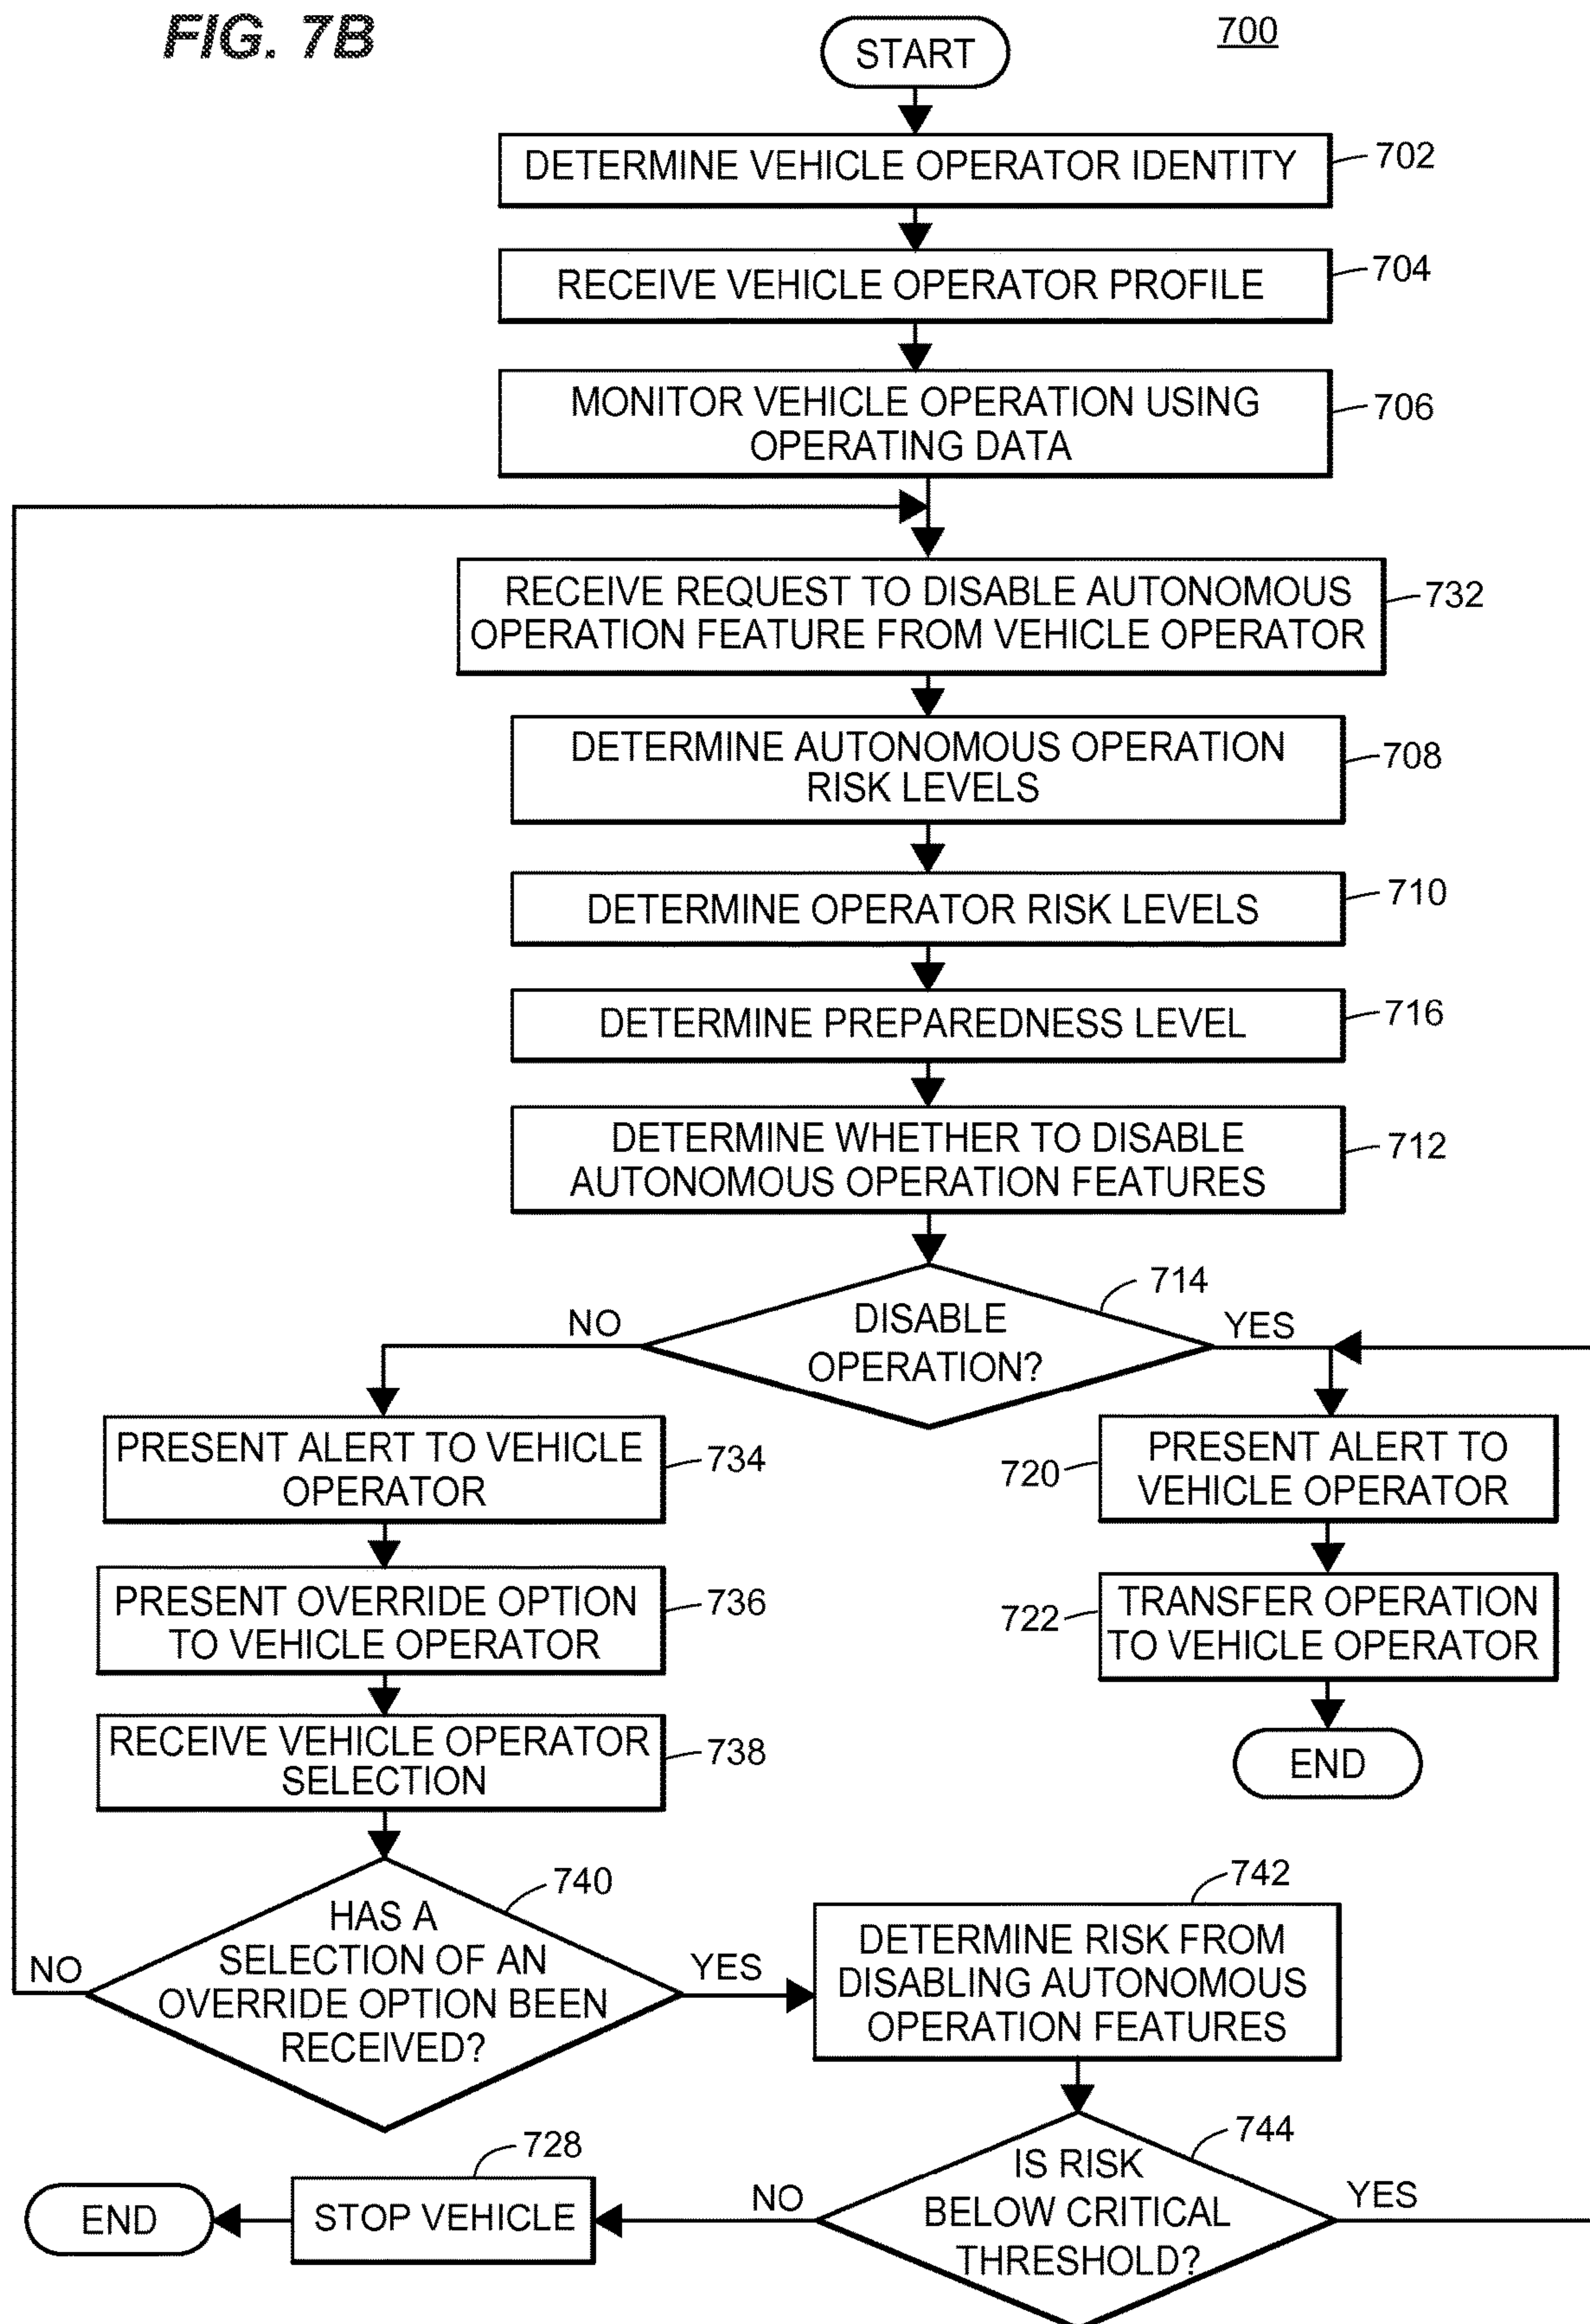 FIG. 7B
700
START
DETERMINE VEHICLE OPERATOR IDENTITY
702
RECEIVE VEHICLE OPERATOR PROFILE
704
MONITOR VEHICLE OPERATION USING
OPERATING DATA
706
RECEIVE REQUEST TO DISABLE AUTONOMOUS
OPERATION FEATURE FROM VEHICLE OPERATOR
732
DETERMINE AUTONOMOUS OPERATION
RISK LEVELS
708
DETERMINE OPERATOR RISK LEVELS
710
DETERMINE PREPAREDNESS LEVEL
716
DETERMINE WHETHER TO DISABLE
AUTONOMOUS OPERATION FEATURES
712
DISABLE
OPERATION?
714
NO
YES
PRESENT ALERT TO VEHICLE
OPERATOR
734
PRESENT ALERT TO
VEHICLE OPERATOR
720
PRESENT OVERRIDE OPTION
TO VEHICLE OPERATOR
736
TRANSFER OPERATION
TO VEHICLE OPERATOR
722
RECEIVE VEHICLE OPERATOR
SELECTION
738
END
HAS A
SELECTION OF AN
OVERRIDE OPTION BEEN
RECEIVED?
740
NO
YES
DETERMINE RISK FROM
DISABLING AUTONOMOUS
OPERATION FEATURES
742
IS RISK
BELOW CRITICAL
THRESHOLD?
744
NO
YES
STOP VEHICLE
728
END